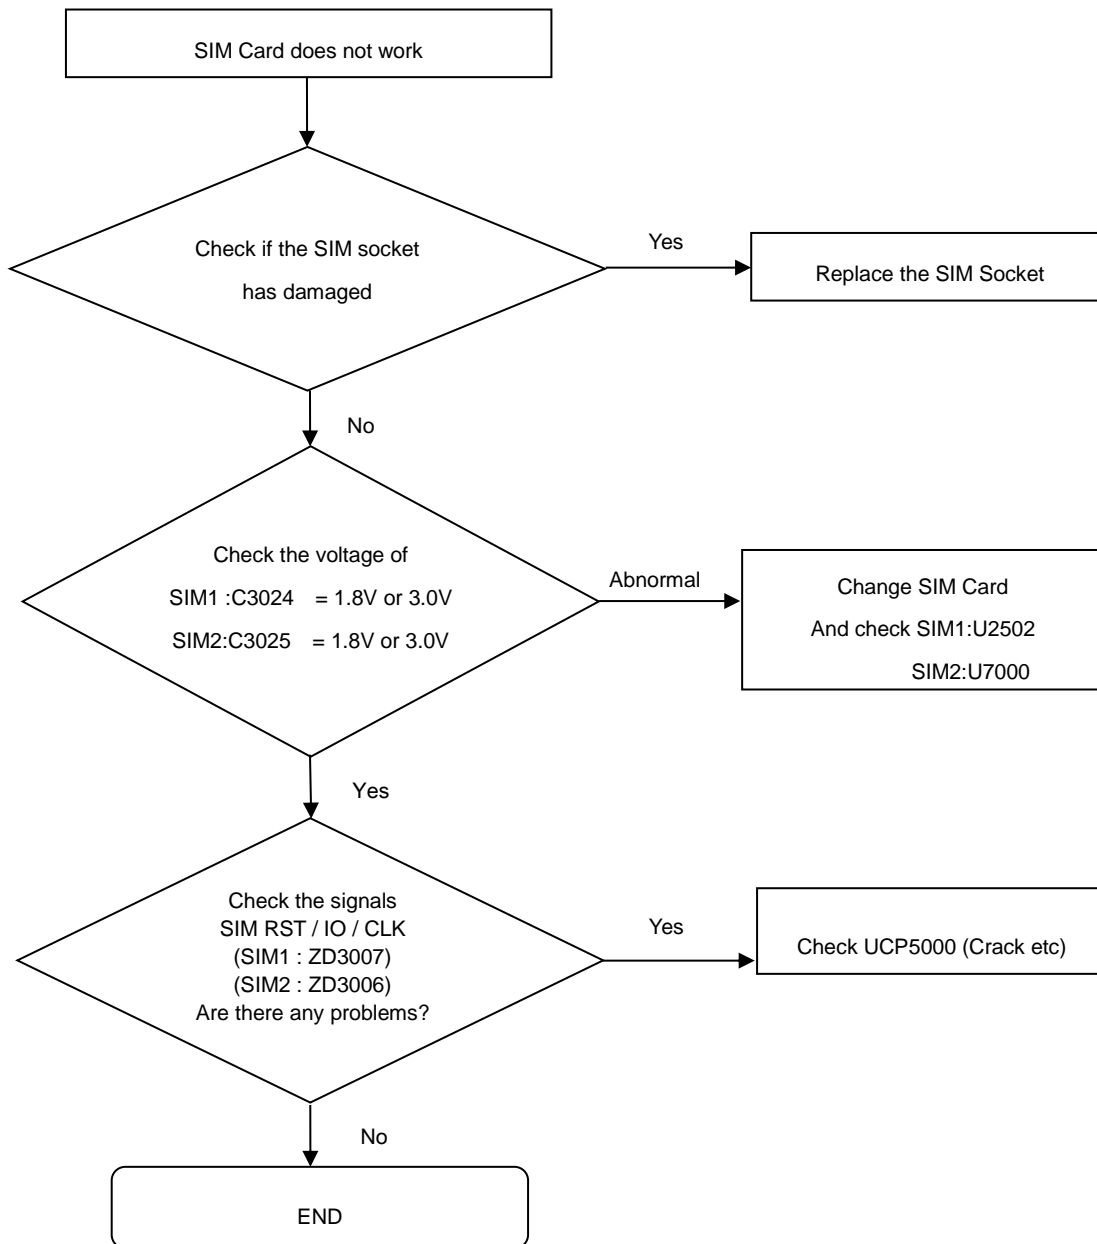 SIM Card does not work
Check if the SIM socket
has damaged
Yes
Replace the SIM Socket
No
Check the voltage of
SIM1 :C3024 = 1.8V or 3.0V
SIM2:C3025 = 1.8V or 3.0V
Abnormal
Change SIM Card
And check SIM1:U2502
SIM2:U7000
Yes
Check the signals
SIM RST / IO / CLK
(SIM1 : ZD3007)
(SIM2 : ZD3006)
Are there any problems?
Yes
Check UCP5000 (Crack etc)
No
END